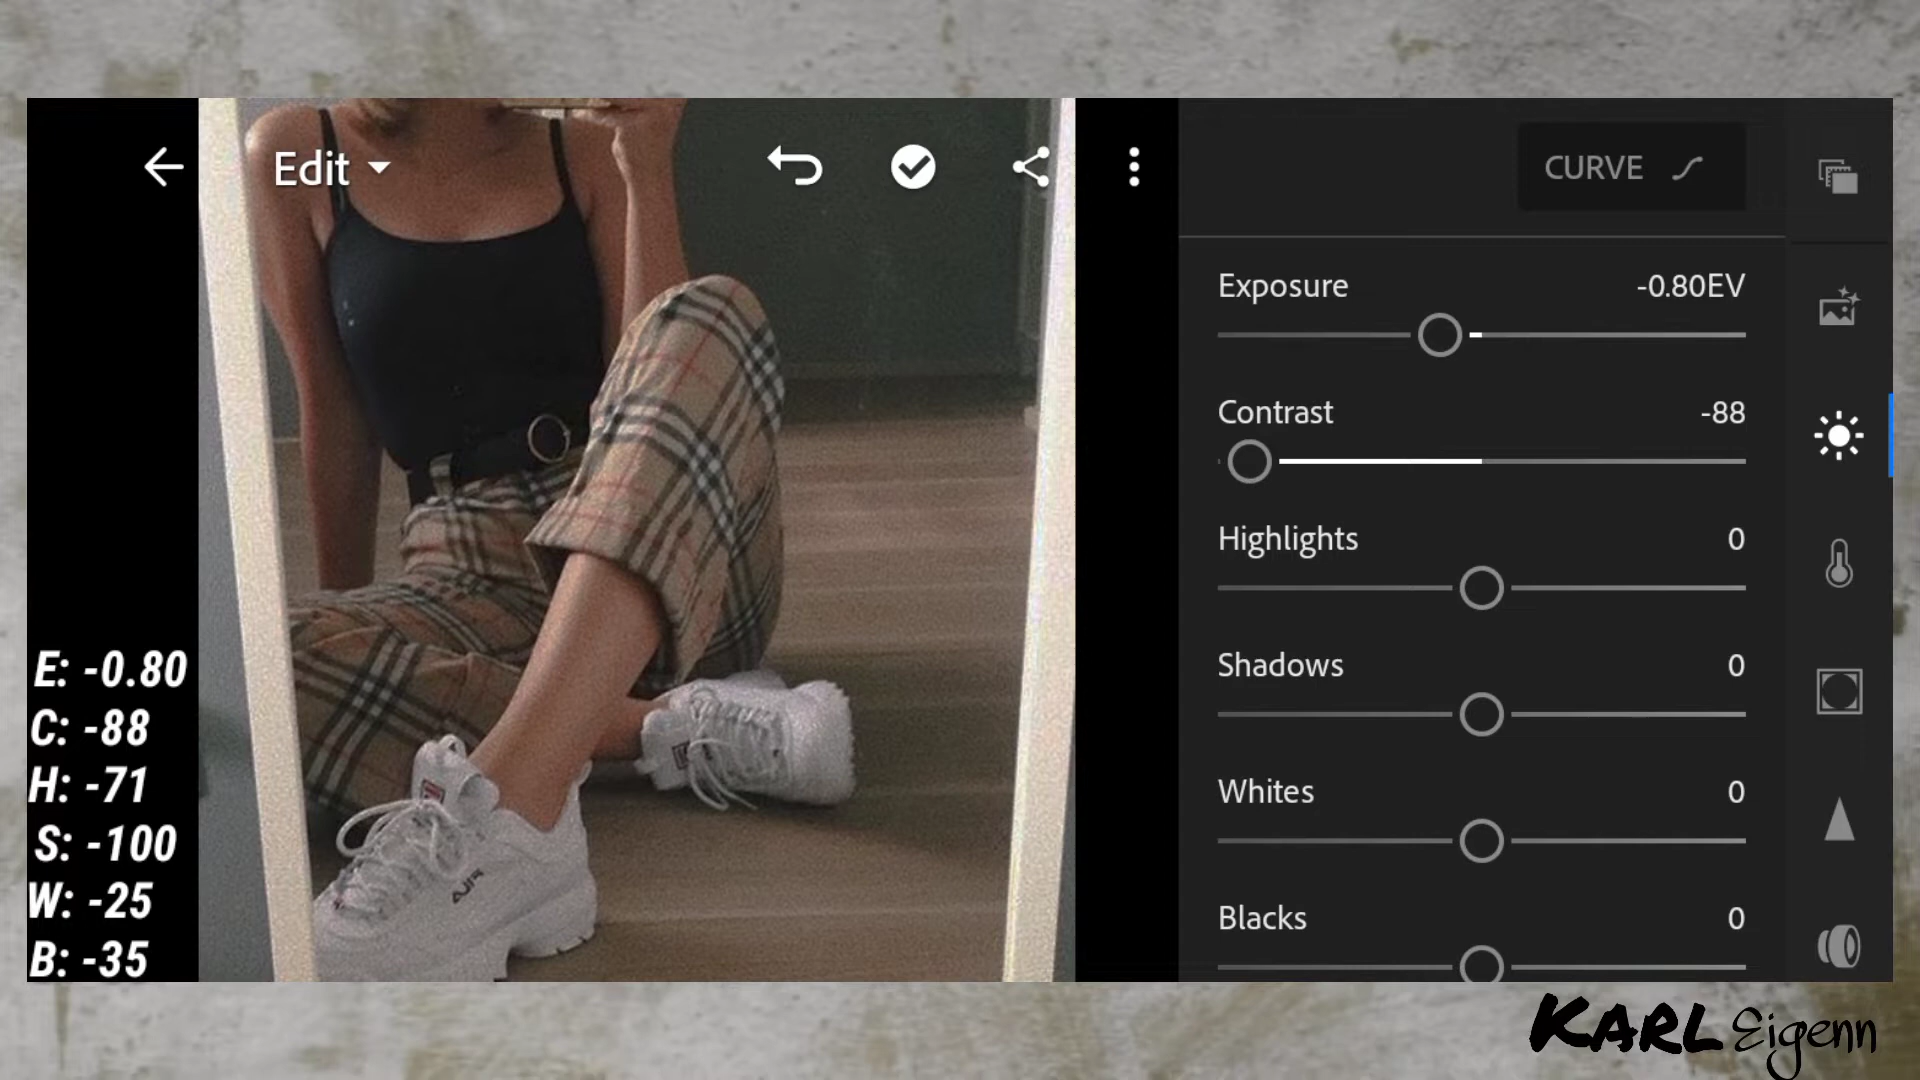 Edit
CURVE
Exposure -0.80EV
Contrast -88
Highlights 0
Shadows 0
Whites 0
Blacks 0
E: -0.80
C: -88
H: -71
S: -100
W: -25
B: -35
AIR
KARL Eigenn